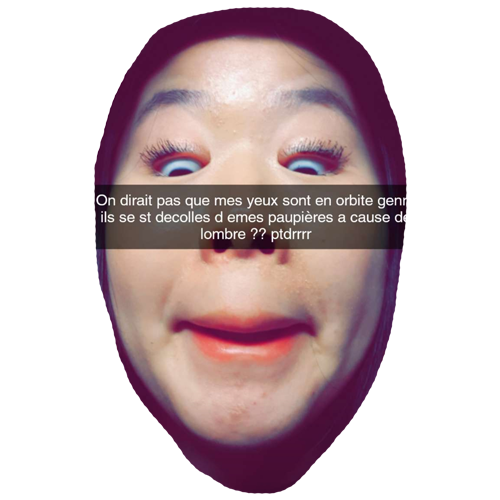 On dirait pas que mes yeux sont en orbite genr
ils se st decolles d emes paupières a cause de
lombre ?? ptdrrrr